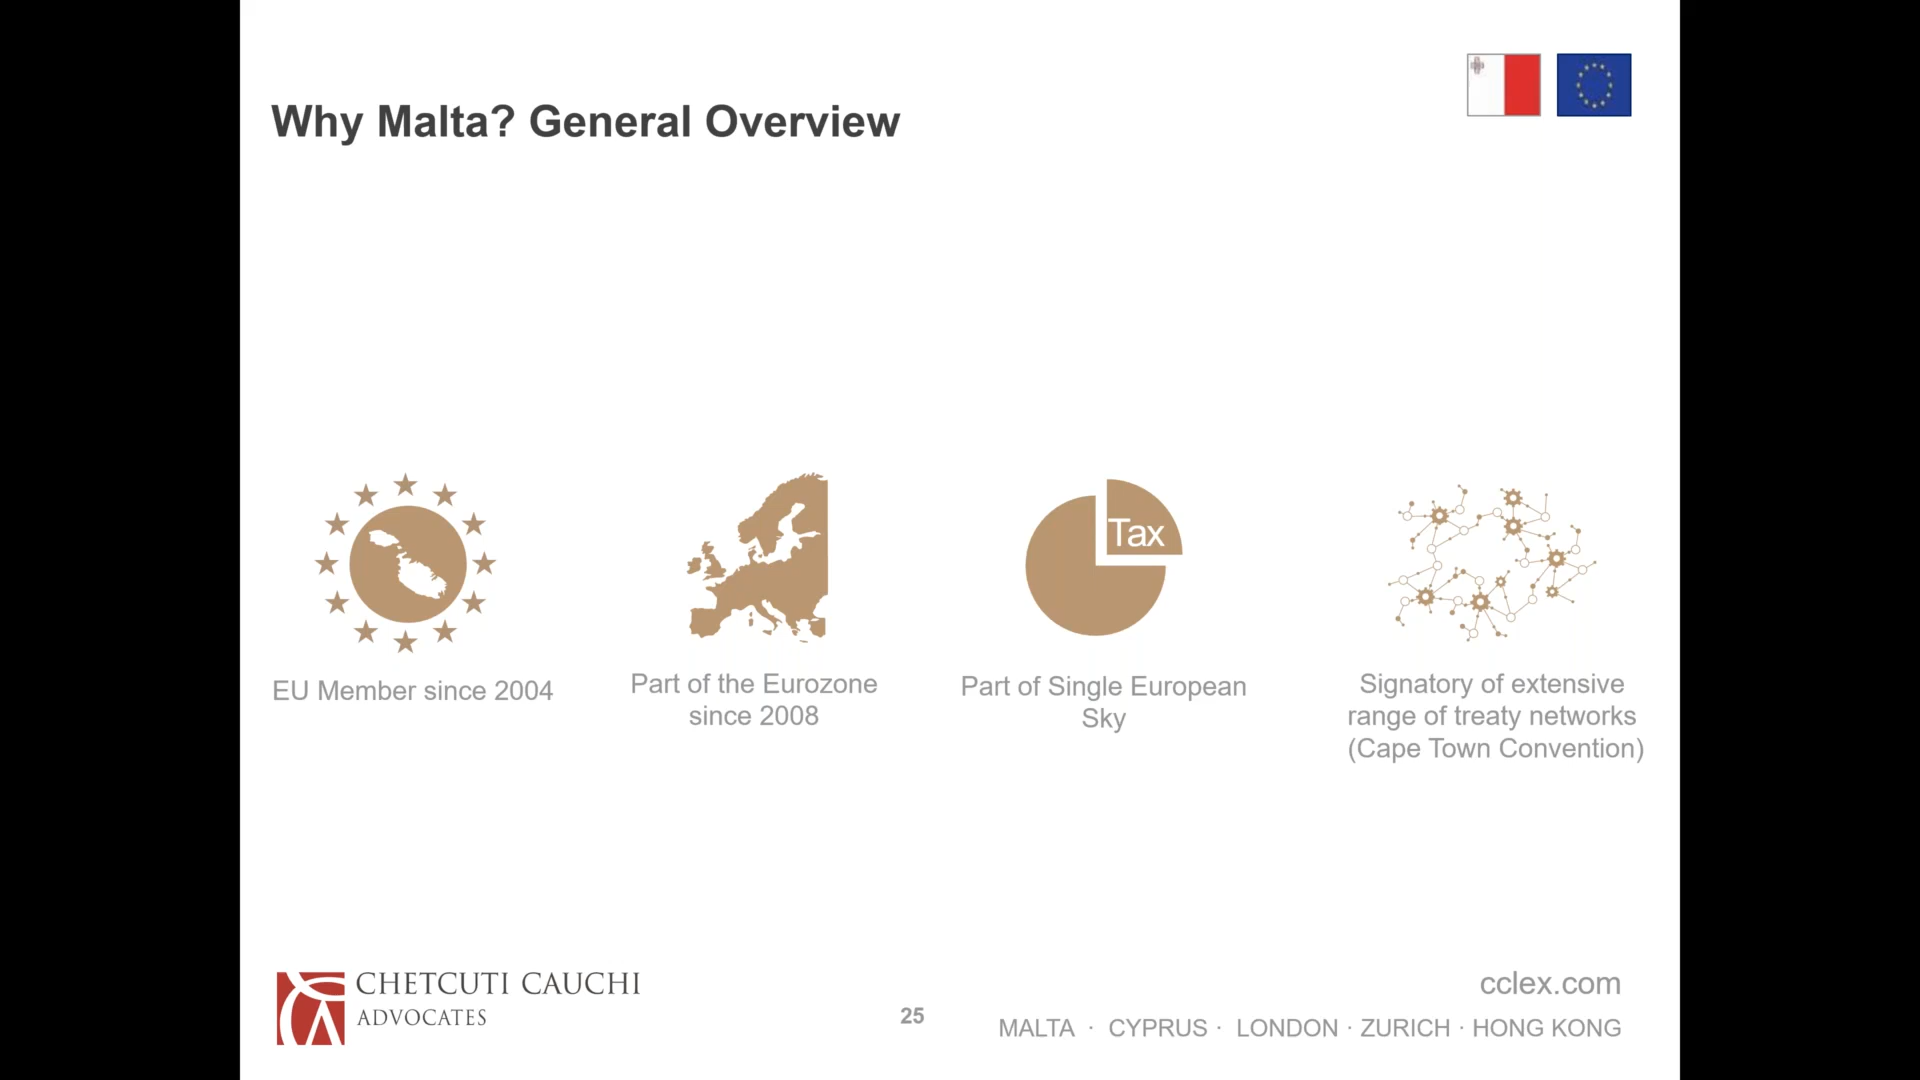 Why Malta? General Overview
Tax
EU Member since 2004
Part of the Eurozone
since 2008
Part of Single European
Sky
Signatory of extensive
range of treaty networks
(Cape Town Convention)
CHETCUTI CAUCHI
ADVOCATES
25
cclex.com
MALTA · CYPRUS · LONDON · ZURICH · HONG KONG